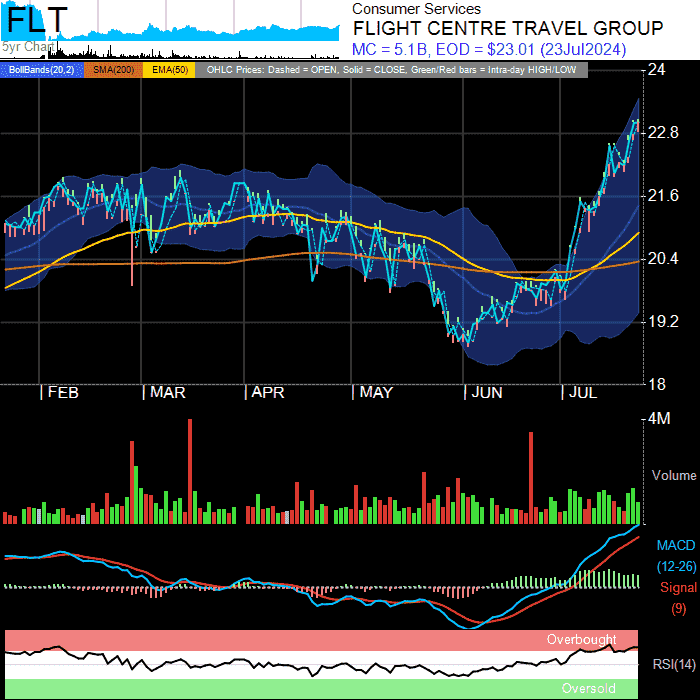 FLT
5yr Chart
Consumer Services
FLIGHT CENTRE TRAVEL GROUP
MC = 5.1B, EOD = $23.01 (23Jul2024)
BollBands(20,2) SMA(200) EMA(50) OHLC Prices: Dashed = OPEN, Solid = CLOSE, Green/Red bars = Intra-day HIGH/LOW
24
22.8
21.6
20.4
19.2
18
FEB MAR APR MAY JUN JUL
4M
Volume
MACD
(12-26)
Signal
(9)
Overbought
RSI(14)
Oversold